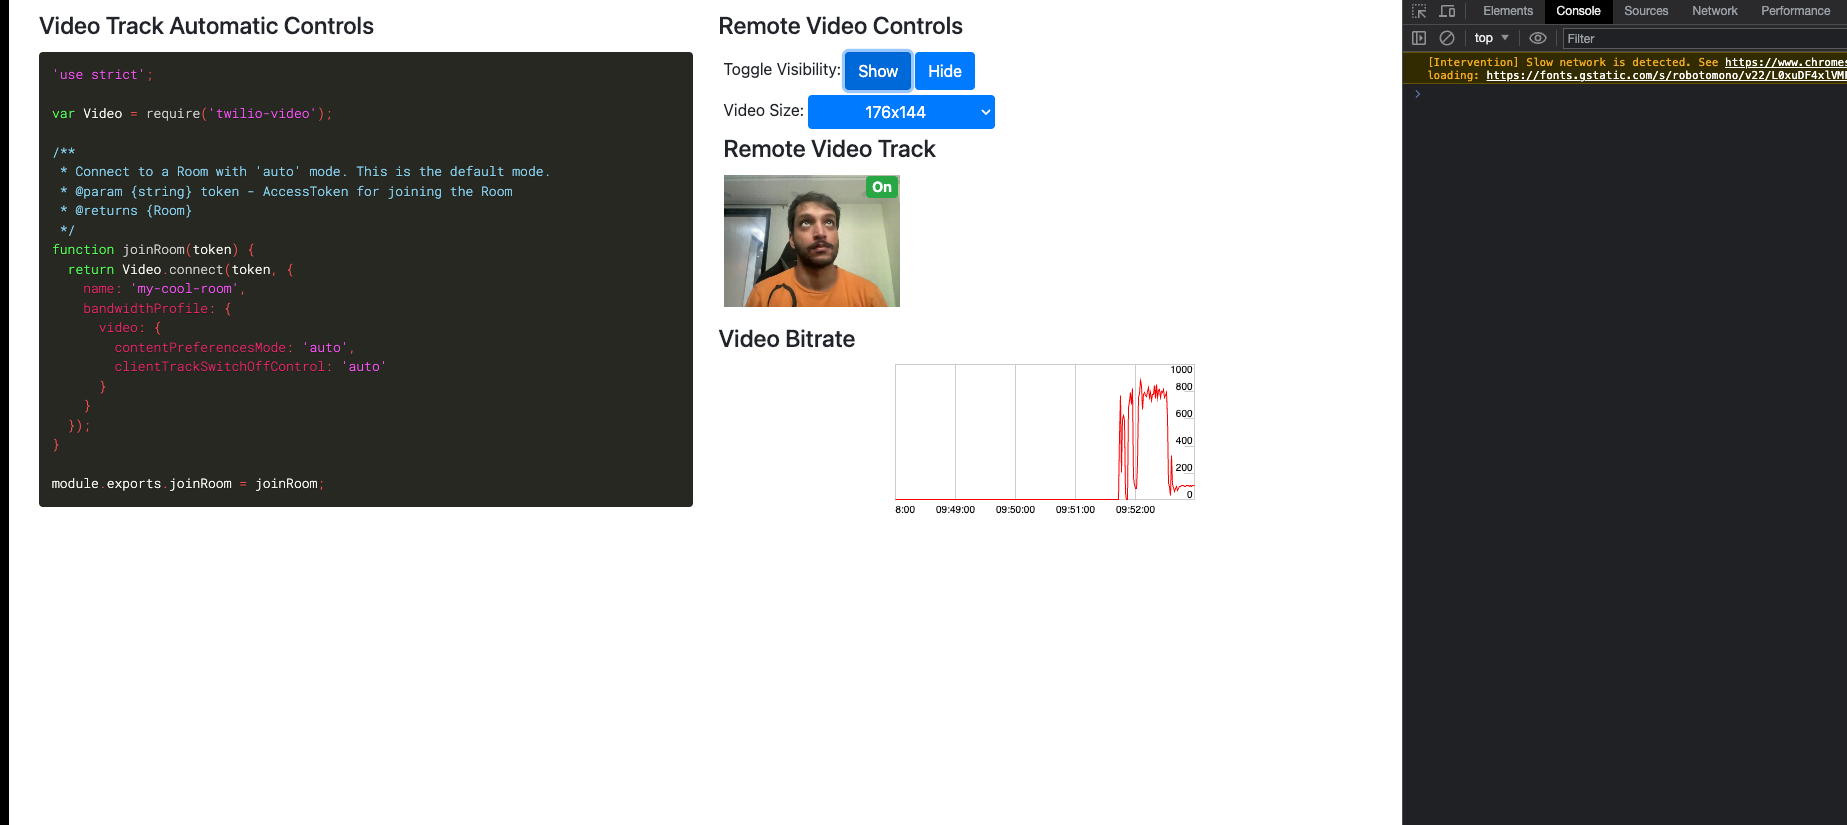 Video Track Automatic Controls
'use strict';
var Video = require('twilio-video');
/**
* Connect to a Room with 'auto' mode. This is the default mode.
* @param {string} token - AccessToken for joining the Room
* @returns {Room}
*/
function joinRoom(token) {
return Video.connect(token, {
name: 'my-cool-room',
bandwidthProfile: {
video: {
contentPreferencesMode: 'auto',
clientTrackSwitchOffControl: 'auto'
}
}
});
}
module.exports.joinRoom = joinRoom;
Remote Video Controls
Toggle Visibility: Show Hide
Video Size: 176x144
Remote Video Track
On
Video Bitrate
1000
800
600
400
200
0
8:00 09:49:00 09:50:00 09:51:00 09:52:00
Elements Console Sources Network Performance
top Filter
[Intervention] Slow network is detected. See https://www.chromes
loading: https://fonts.gstatic.com/s/robotomono/v22/L0xuDF4xlVM